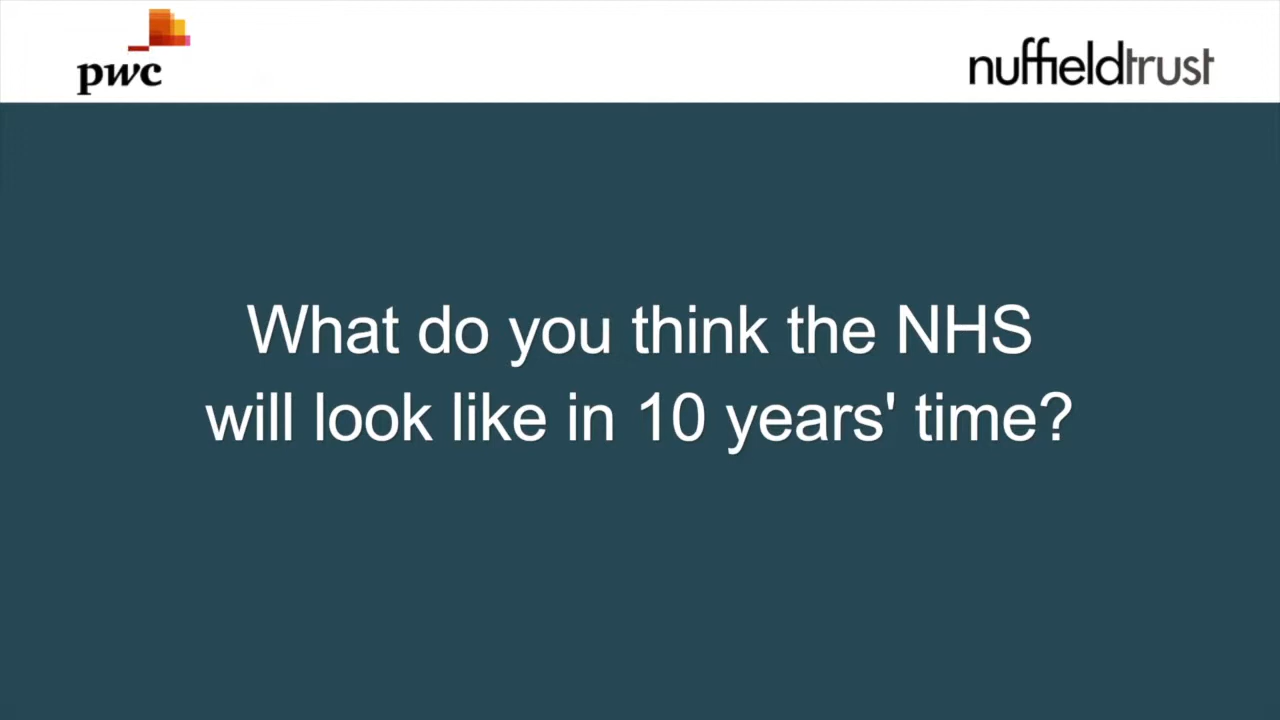 pwc
nuffieldtrust
What do you think the NHS
will look like in 10 years' time?